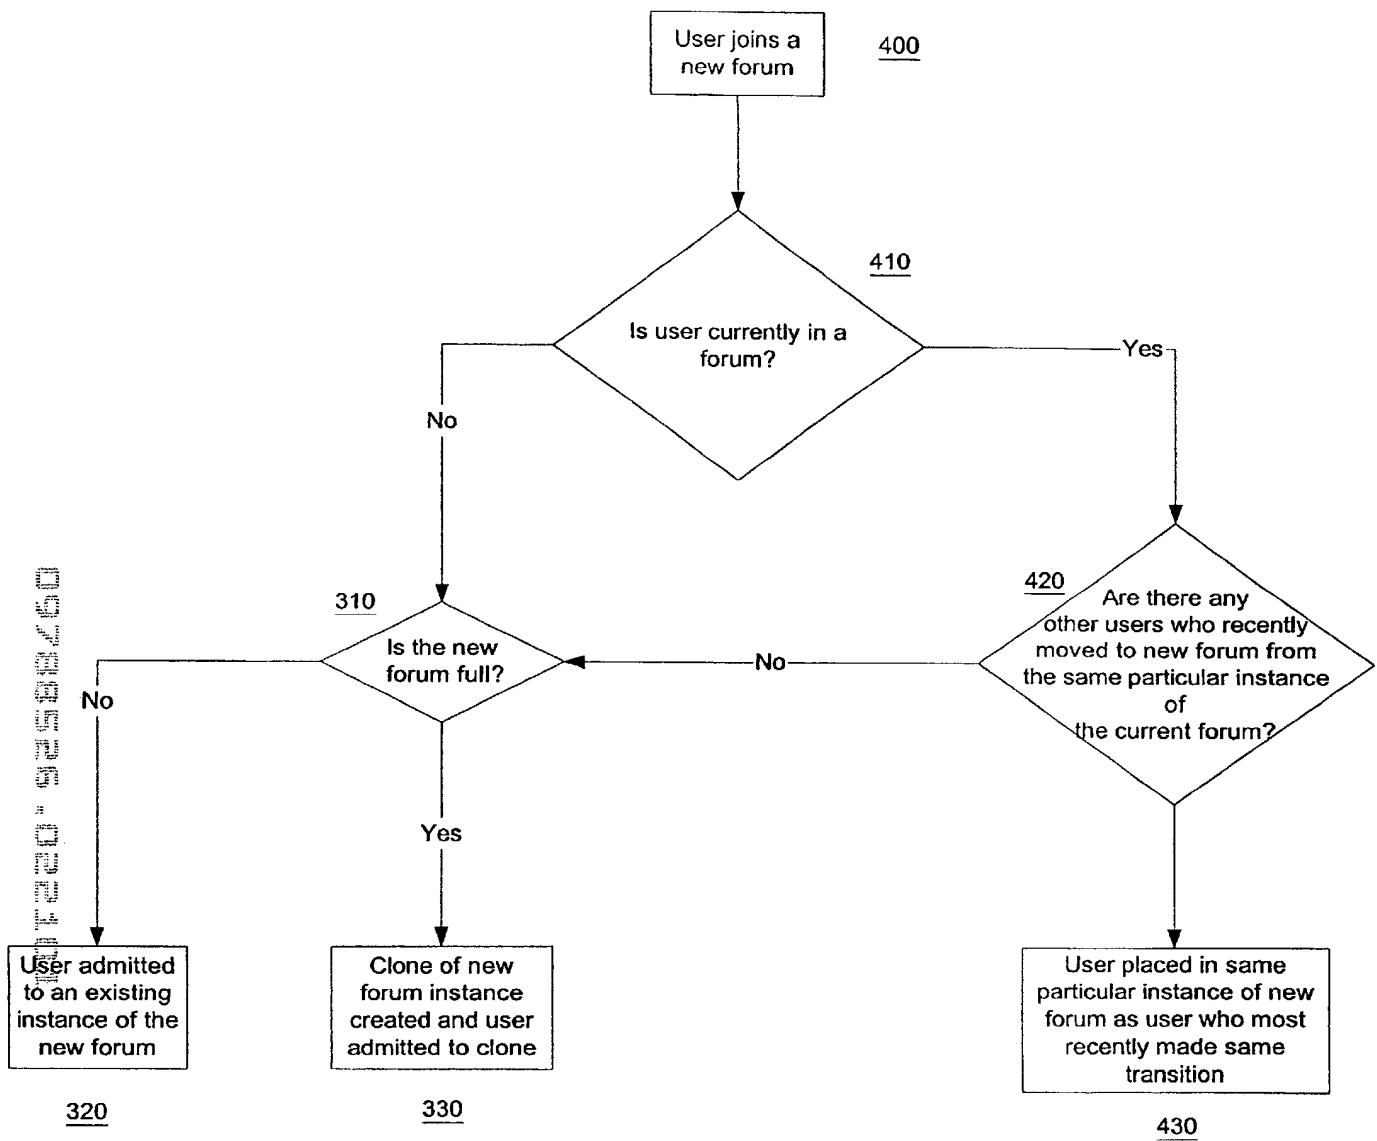 User joins a
new forum
400
410
Is user currently in a
forum?
Yes
No
310
420
Is the new
forum full?
Are there any
other users who recently
moved to new forum from
the same particular instance
of
the current forum?
No
No
Yes
User admitted
to an existing
instance of the
new forum
Clone of new
forum instance
created and user
admitted to clone
User placed in same
particular instance of new
forum as user who most
recently made same
transition
320
330
430